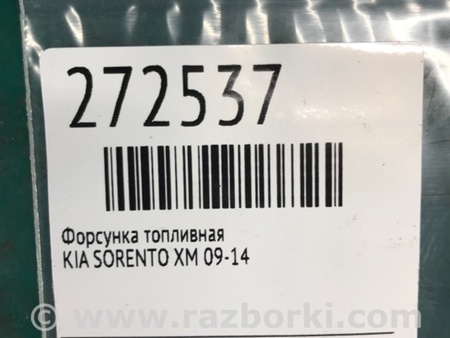 272537
Форсунка топливная
KIA SORENTO XM 09-14
© www.razborki.com